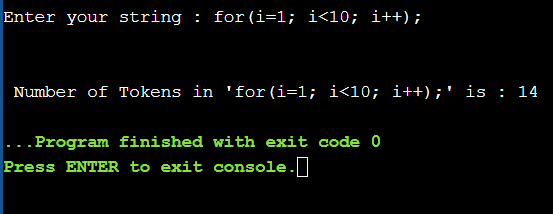 Enter your string : for(i=1; i<10; i++);
Number of Tokens in 'for(i=1; i<10; i++);' is : 14
...Program finished with exit code 0
Press ENTER to exit console.